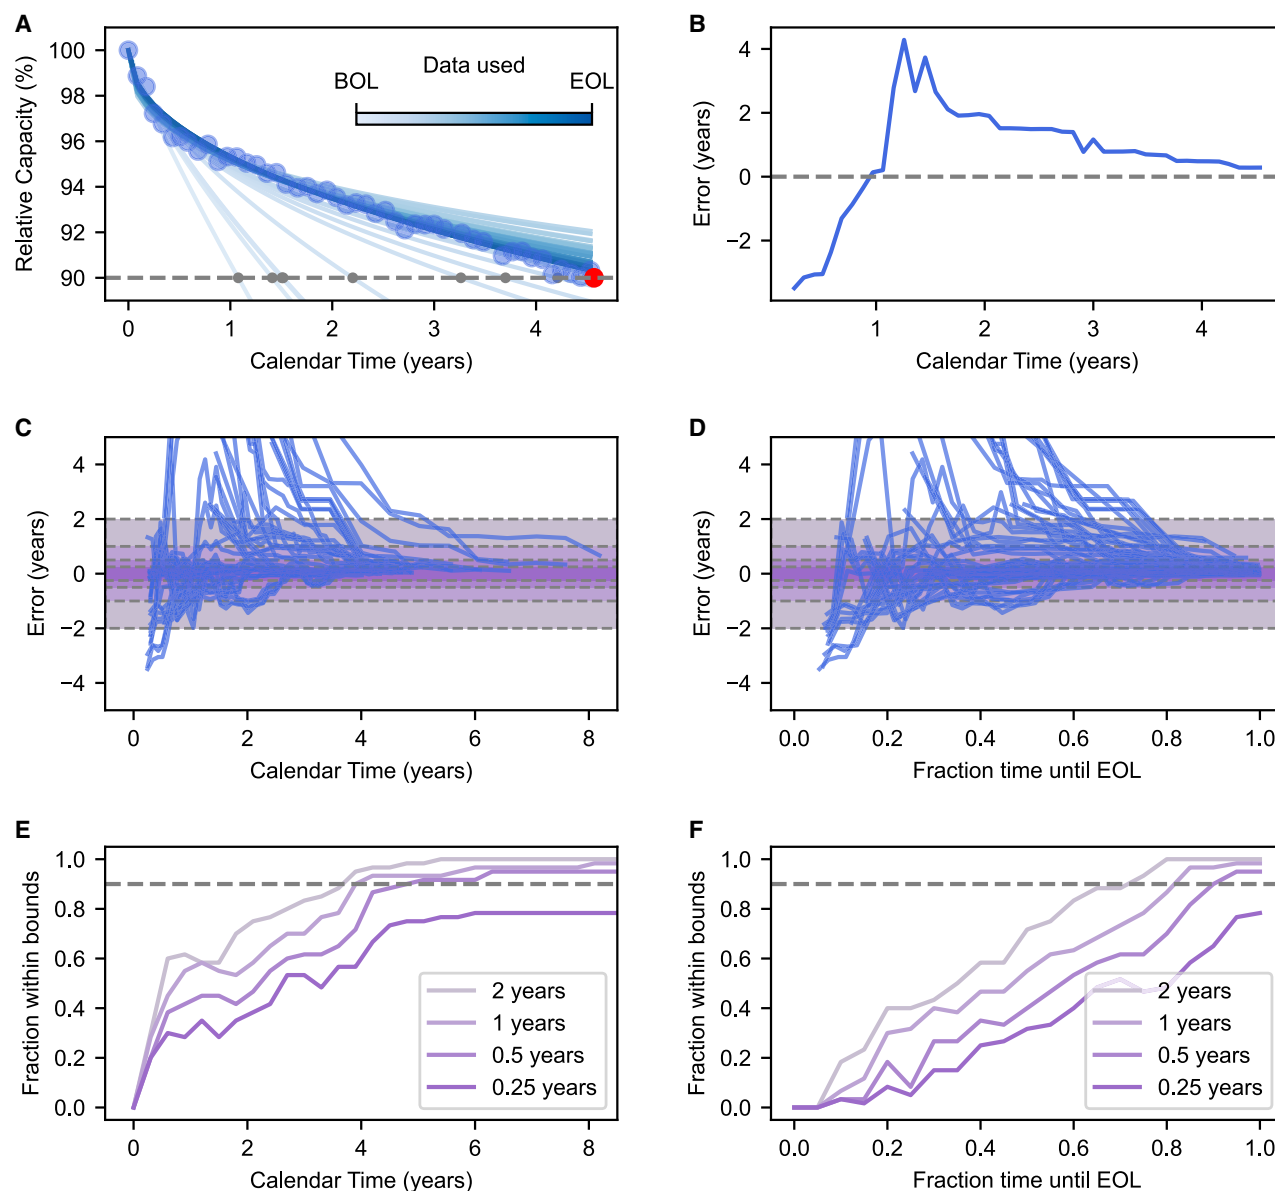 A
Relative Capacity (%)
100
98
96
94
92
90
Data used
BOL
EOL
0
1
2
3
4
Calendar Time (years)
B
Error (years)
4
2
0
−2
1
2
3
4
Calendar Time (years)
C
Error (years)
4
2
0
−2
−4
0
2
4
6
8
Calendar Time (years)
D
Error (years)
4
2
0
−2
−4
0.0
0.2
0.4
0.6
0.8
1.0
Fraction time until EOL
E
Fraction within bounds
1.0
0.8
0.6
0.4
0.2
0.0
2 years
1 years
0.5 years
0.25 years
0
2
4
6
8
Calendar Time (years)
F
Fraction within bounds
1.0
0.8
0.6
0.4
0.2
0.0
2 years
1 years
0.5 years
0.25 years
0.0
0.2
0.4
0.6
0.8
1.0
Fraction time until EOL